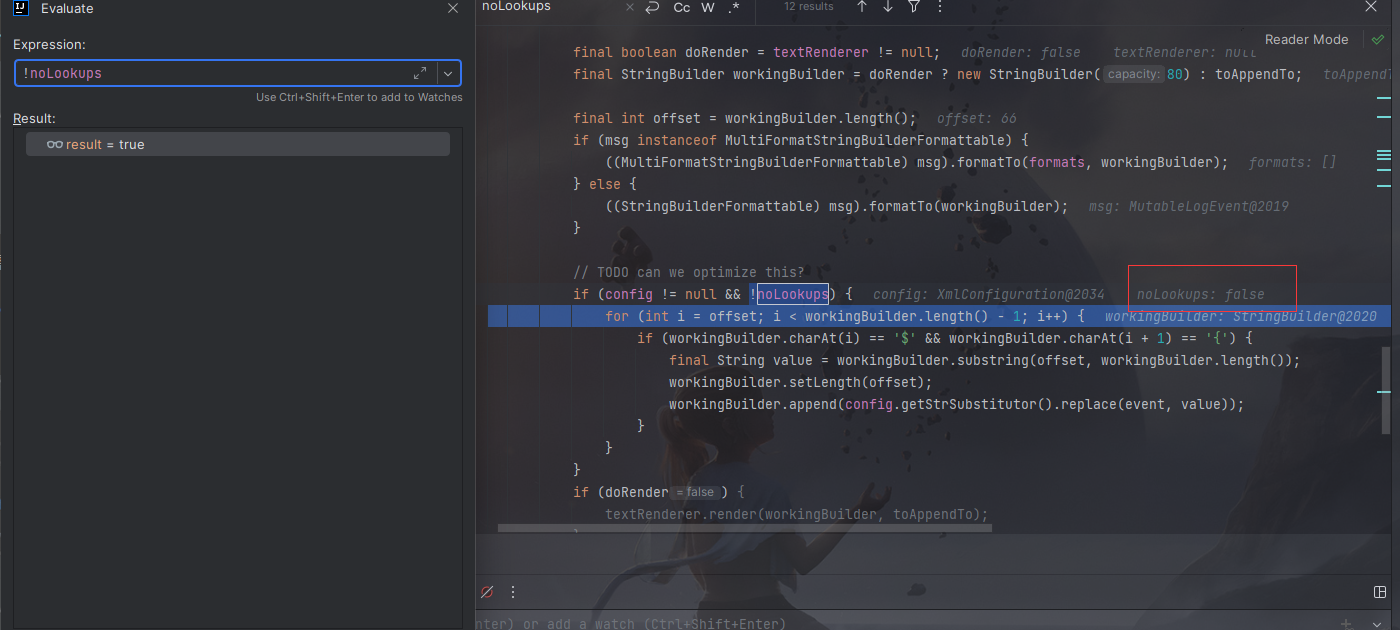 Evaluate
Expression:
!noLookups
Use Ctrl+Shift+Enter to add to Watches
Result:
result = true
noLookups
Cc W .*
12 results
Reader Mode
final boolean doRender = textRenderer != null; doRender: false textRenderer: null
final StringBuilder workingBuilder = doRender ? new StringBuilder( capacity: 80) : toAppendTo; toAppendT
final int offset = workingBuilder.length(); offset: 66
if (msg instanceof MultiFormatStringBuilderFormattable) {
((MultiFormatStringBuilderFormattable) msg).formatTo(formats, workingBuilder); formats: []
} else {
((StringBuilderFormattable) msg).formatTo(workingBuilder); msg: MutableLogEvent@2019
}
// TODO can we optimize this?
if (config != null && !noLookups) { config: XmlConfiguration@2034 noLookups: false
for (int i = offset; i < workingBuilder.length() - 1; i++) { workingBuilder: StringBuilder@2020
if (workingBuilder.charAt(i) == '$' && workingBuilder.charAt(i + 1) == '{') {
final String value = workingBuilder.substring(offset, workingBuilder.length());
workingBuilder.setLength(offset);
workingBuilder.append(config.getStrSubstitutor().replace(event, value));
}
}
}
if (doRender = false ) {
textRenderer.render(workingBuilder, toAppendTo);
nter) or add a watch (Ctrl+Shift+Enter)